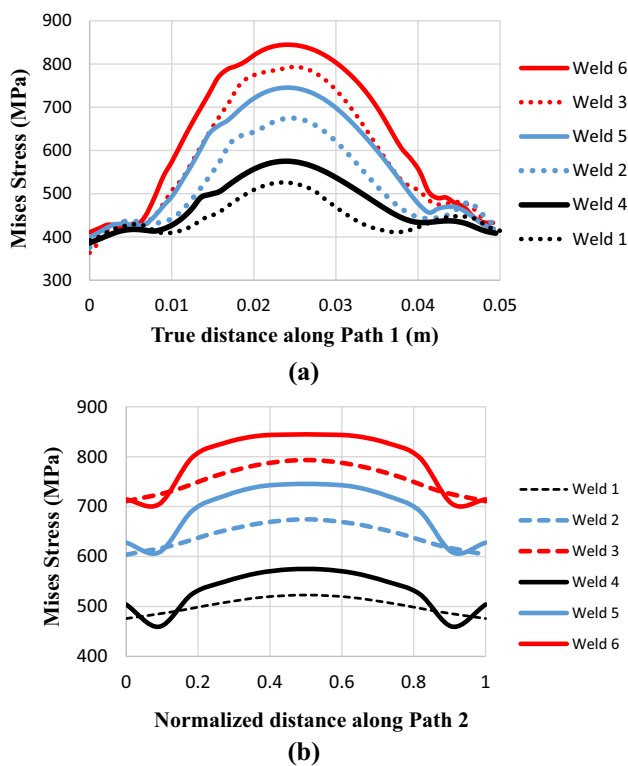 900
800
700
600
500
400
300
Mises Stress (MPa)
0 0.01 0.02 0.03 0.04 0.05
True distance along Path 1 (m)
Weld 6
Weld 3
Weld 5
Weld 2
Weld 4
Weld 1
(a)
900
800
700
600
500
400
Mises Stress (MPa)
0 0.2 0.4 0.6 0.8 1
Normalized distance along Path 2
Weld 1
Weld 2
Weld 3
Weld 4
Weld 5
Weld 6
(b)